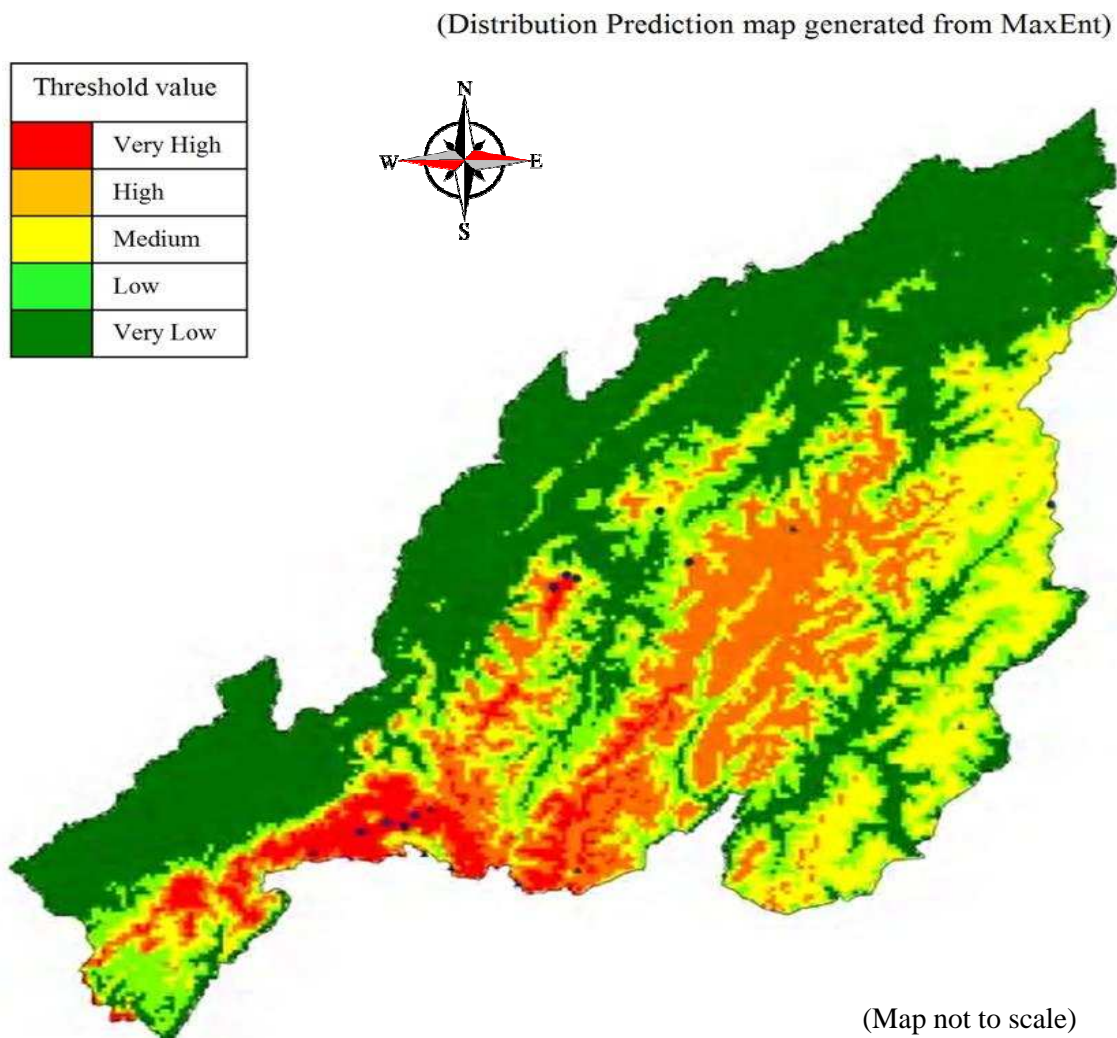 (Distribution Prediction map generated from MaxEnt)
Threshold value
Very High
High
Medium
Low
Very Low
N
W E
S
(Map not to scale)